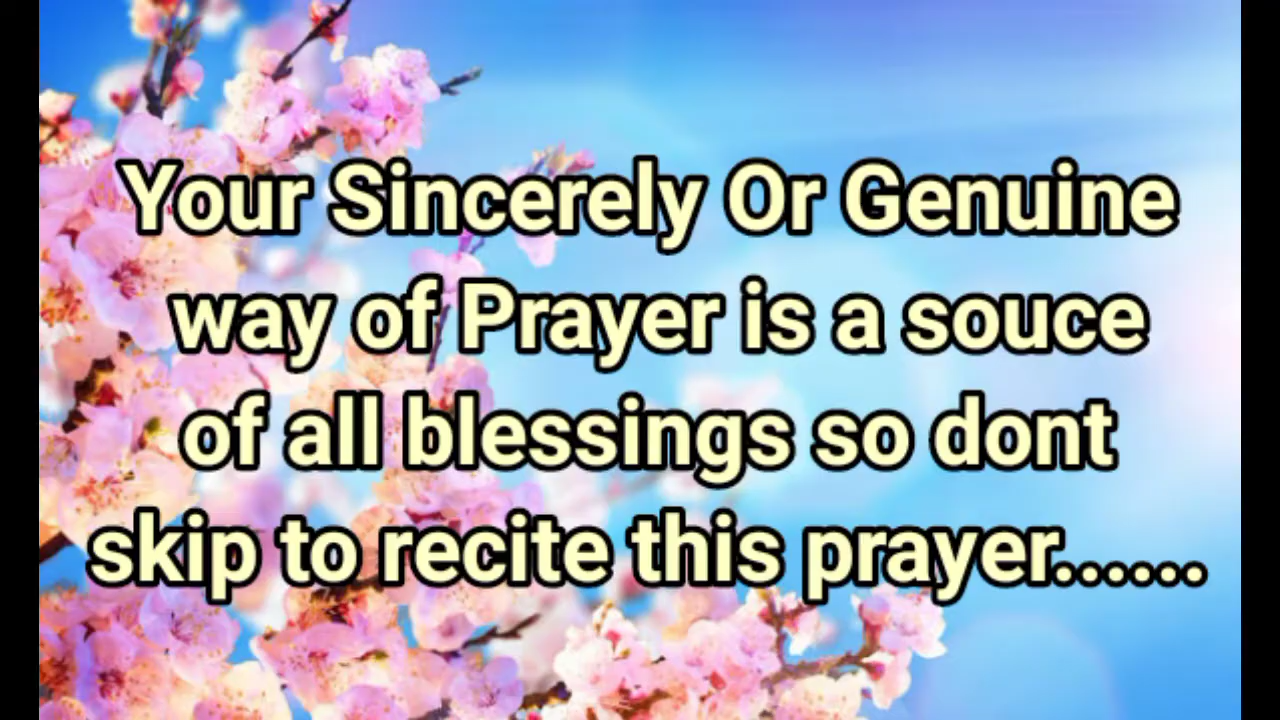 Your Sincerely Or Genuine
way of Prayer is a souce
of all blessings so dont
skip to recite this prayer......